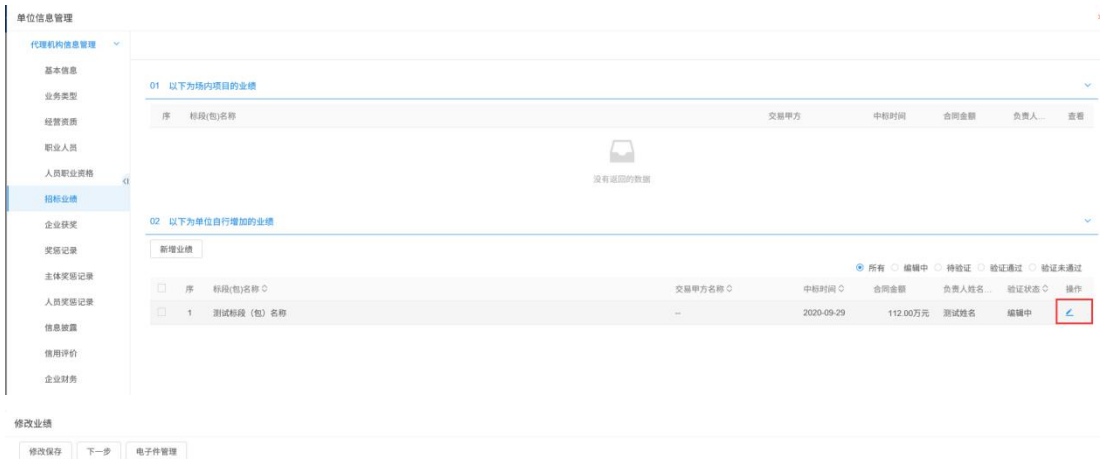 单位信息管理
代理机构信息管理
基本信息
业务类型
经营资质
职业人员
人员职业资格
招标业绩
企业获奖
奖惩记录
主体奖惩记录
人员奖惩记录
信息披露
信用评价
企业财务
01 以下为场内项目的业绩
序 标段(包)名称 交易甲方 中标时间 合同金额 负责人... 查看
没有返回的数据
02 以下为单位自行增加的业绩
新增业绩
所有 编辑中 待验证 验证通过 验证未通过
序 标段(包)名称 交易甲方名称 中标时间 合同金额 负责人姓名... 验证状态 操作
1 测试标段（包）名称 -- 2020-09-29 112.00万元 测试姓名 编辑中
修改业绩
修改保存 下一步 电子件管理